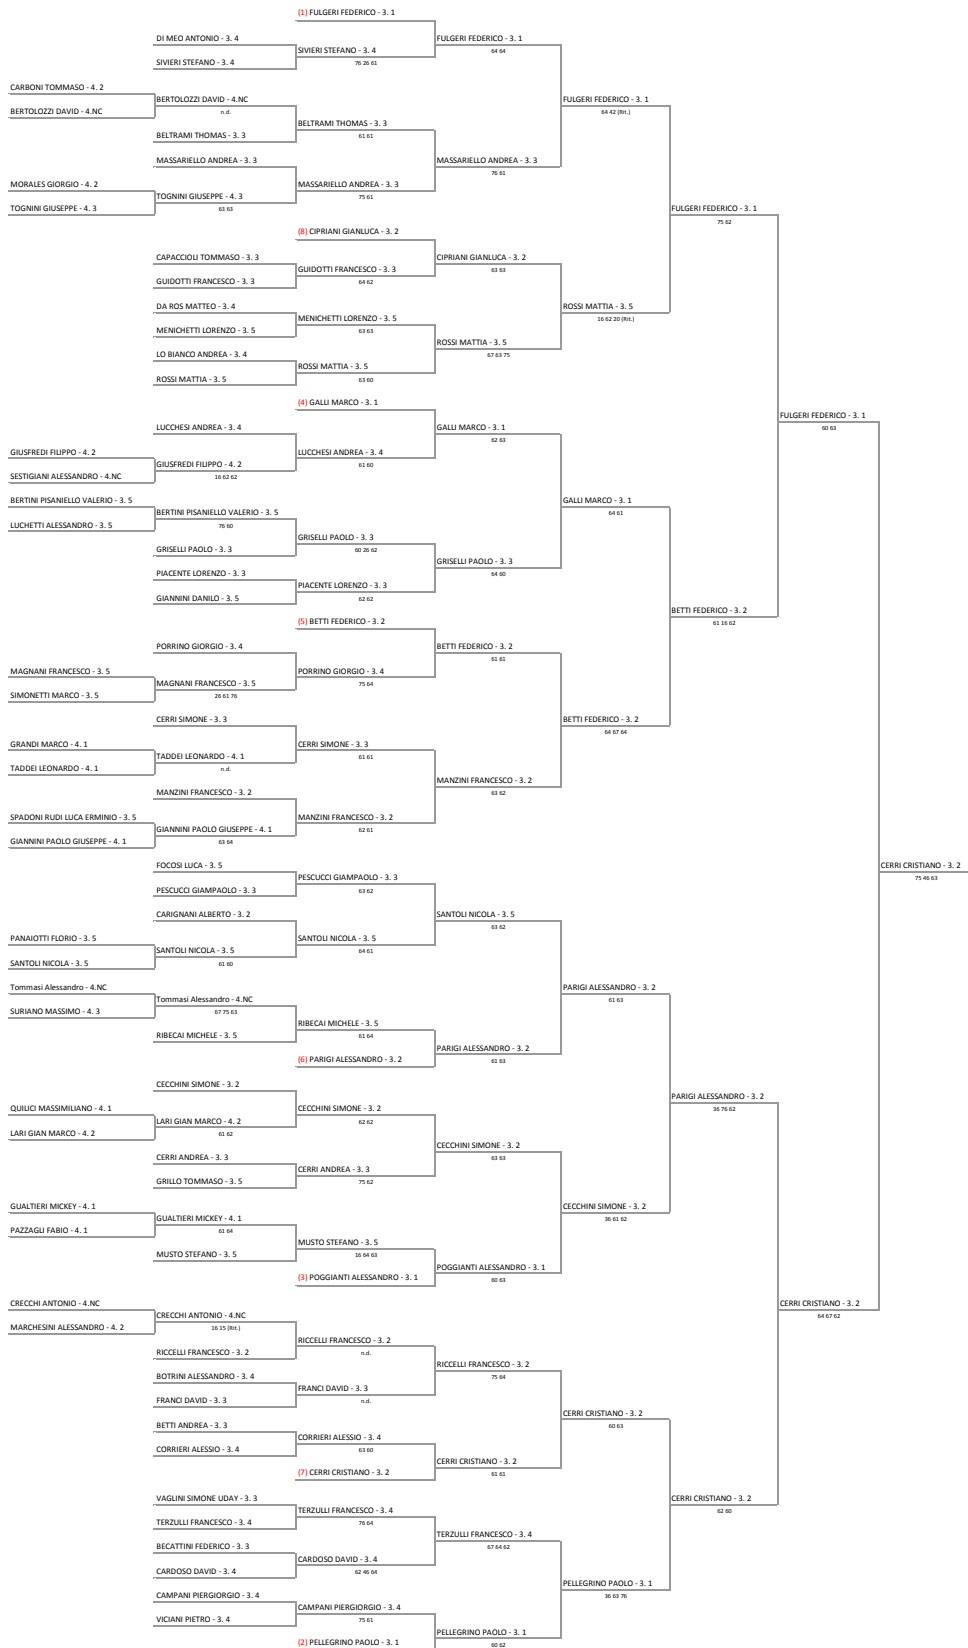 (1) FULGERI FEDERICO - 3. 1
DI MEO ANTONIO - 3. 4
FULGERI FEDERICO - 3. 1
SIVIERI STEFANO - 3. 4
64 64
SIVIERI STEFANO - 3. 4
76 26 61
CARBONI TOMMASO - 4. 2
BERTOLOZZI DAVID - 4.NC
FULGERI FEDERICO - 3. 1
BERTOLOZZI DAVID - 4.NC
n.d.
64 42 (Rit.)
BELTRAMI THOMAS - 3. 3
BELTRAMI THOMAS - 3. 3
61 61
MASSARIELLO ANDREA - 3. 3
MASSARIELLO ANDREA - 3. 3
76 61
MORALES GIORGIO - 4. 2
MASSARIELLO ANDREA - 3. 3
TOGNINI GIUSEPPE - 4. 3
75 61
TOGNINI GIUSEPPE - 4. 3
63 63
FULGERI FEDERICO - 3. 1
75 62
(8) CIPRIANI GIANLUCA - 3. 2
CAPACCIOLI TOMMASO - 3. 3
CIPRIANI GIANLUCA - 3. 2
GUIDOTTI FRANCESCO - 3. 3
63 63
GUIDOTTI FRANCESCO - 3. 3
64 62
DA ROS MATTEO - 3. 4
ROSSI MATTIA - 3. 5
MENICHETTI LORENZO - 3. 5
16 62 20 (Rit.)
MENICHETTI LORENZO - 3. 5
63 63
ROSSI MATTIA - 3. 5
LO BIANCO ANDREA - 3. 4
67 63 75
ROSSI MATTIA - 3. 5
ROSSI MATTIA - 3. 5
63 60
(4) GALLI MARCO - 3. 1
FULGERI FEDERICO - 3. 1
LUCCHESI ANDREA - 3. 4
GALLI MARCO - 3. 1
60 63
62 63
GIUSFREDI FILIPPO - 4. 2
LUCCHESI ANDREA - 3. 4
GIUSFREDI FILIPPO - 4. 2
61 60
SESTIGIANI ALESSANDRO - 4.NC
16 62 62
BERTINI PISANIELLO VALERIO - 3. 5
GALLI MARCO - 3. 1
BERTINI PISANIELLO VALERIO - 3. 5
64 61
LUCHETTI ALESSANDRO - 3. 5
76 60
GRISELLI PAOLO - 3. 3
GRISELLI PAOLO - 3. 3
60 26 62
GRISELLI PAOLO - 3. 3
PIACENTE LORENZO - 3. 3
64 60
PIACENTE LORENZO - 3. 3
GIANNINI DANILO - 3. 5
62 62
BETTI FEDERICO - 3. 2
(5) BETTI FEDERICO - 3. 2
61 16 62
PORRINO GIORGIO - 3. 4
BETTI FEDERICO - 3. 2
61 61
MAGNANI FRANCESCO - 3. 5
PORRINO GIORGIO - 3. 4
MAGNANI FRANCESCO - 3. 5
75 64
SIMONETTI MARCO - 3. 5
26 61 76
CERRI SIMONE - 3. 3
BETTI FEDERICO - 3. 2
64 67 64
GRANDI MARCO - 4. 1
CERRI SIMONE - 3. 3
TADDEI LEONARDO - 4. 1
61 61
TADDEI LEONARDO - 4. 1
n.d.
MANZINI FRANCESCO - 3. 2
MANZINI FRANCESCO - 3. 2
63 62
SPADONI RUDI LUCA ERMINIO - 3. 5
MANZINI FRANCESCO - 3. 2
GIANNINI PAOLO GIUSEPPE - 4. 1
62 61
GIANNINI PAOLO GIUSEPPE - 4. 1
63 64
FOCOSI LUCA - 3. 5
CERRI CRISTIANO - 3. 2
75 46 63
PESCUCCI GIAMPAOLO - 3. 3
PESCUCCI GIAMPAOLO - 3. 3
63 62
CARIGNANI ALBERTO - 3. 2
SANTOLI NICOLA - 3. 5
63 62
PANAIOTTI FLORIO - 3. 5
SANTOLI NICOLA - 3. 5
SANTOLI NICOLA - 3. 5
64 61
SANTOLI NICOLA - 3. 5
61 60
Tommasi Alessandro - 4.NC
PARIGI ALESSANDRO - 3. 2
Tommasi Alessandro - 4.NC
61 63
SURIANO MASSIMO - 4. 3
67 75 63
RIBECAI MICHELE - 3. 5
RIBECAI MICHELE - 3. 5
61 64
PARIGI ALESSANDRO - 3. 2
(6) PARIGI ALESSANDRO - 3. 2
61 63
CECCHINI SIMONE - 3. 2
PARIGI ALESSANDRO - 3. 2
36 76 62
QUILICI MASSIMILIANO - 4. 1
CECCHINI SIMONE - 3. 2
LARI GIAN MARCO - 4. 2
62 62
LARI GIAN MARCO - 4. 2
61 62
CECCHINI SIMONE - 3. 2
CERRI ANDREA - 3. 3
63 63
CERRI ANDREA - 3. 3
GRILLO TOMMASO - 3. 5
75 62
GUALTIERI MICKEY - 4. 1
CECCHINI SIMONE - 3. 2
GUALTIERI MICKEY - 4. 1
36 61 62
PAZZAGLI FABIO - 4. 1
61 64
MUSTO STEFANO - 3. 5
MUSTO STEFANO - 3. 5
16 64 63
POGGIANTI ALESSANDRO - 3. 1
(3) POGGIANTI ALESSANDRO - 3. 1
60 63
CRECCHI ANTONIO - 4.NC
CERRI CRISTIANO - 3. 2
CRECCHI ANTONIO - 4.NC
64 67 62
MARCHESINI ALESSANDRO - 4. 2
16 15 (Rit.)
RICCELLI FRANCESCO - 3. 2
RICCELLI FRANCESCO - 3. 2
n.d.
RICCELLI FRANCESCO - 3. 2
BOTRINI ALESSANDRO - 3. 4
75 64
FRANCI DAVID - 3. 3
FRANCI DAVID - 3. 3
n.d.
CERRI CRISTIANO - 3. 2
BETTI ANDREA - 3. 3
60 63
CORRIERI ALESSIO - 3. 4
CORRIERI ALESSIO - 3. 4
63 60
CERRI CRISTIANO - 3. 2
(7) CERRI CRISTIANO - 3. 2
61 61
VAGLINI SIMONE UDAY - 3. 3
CERRI CRISTIANO - 3. 2
62 60
TERZULLI FRANCESCO - 3. 4
TERZULLI FRANCESCO - 3. 4
76 64
TERZULLI FRANCESCO - 3. 4
BECATTINI FEDERICO - 3. 3
67 64 62
CARDOSO DAVID - 3. 4
CARDOSO DAVID - 3. 4
62 46 64
PELLEGRINO PAOLO - 3. 1
CAMPANI PIERGIORGIO - 3. 4
36 63 76
CAMPANI PIERGIORGIO - 3. 4
VICIANI PIETRO - 3. 4
75 61
PELLEGRINO PAOLO - 3. 1
(2) PELLEGRINO PAOLO - 3. 1
60 62